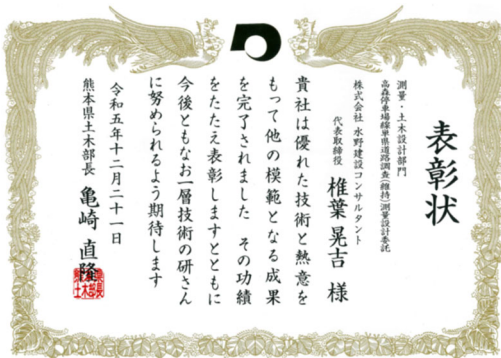 表彰状
測量・土木設計部門
高森停車場線単県道路調査(維持)測量設計委託
株式会社 水野建設コンサルタント
代表取締役 椎葉 晃吉 様
貴社は優れた技術と熱意を
もって他の模範となる成果
を完了されました その功績
をたたえ表彰しますとともに
今後ともなお一層技術の研さん
に努められるよう期待します
令和五年十二月二十一日
熊本県土木部長 亀崎 直隆